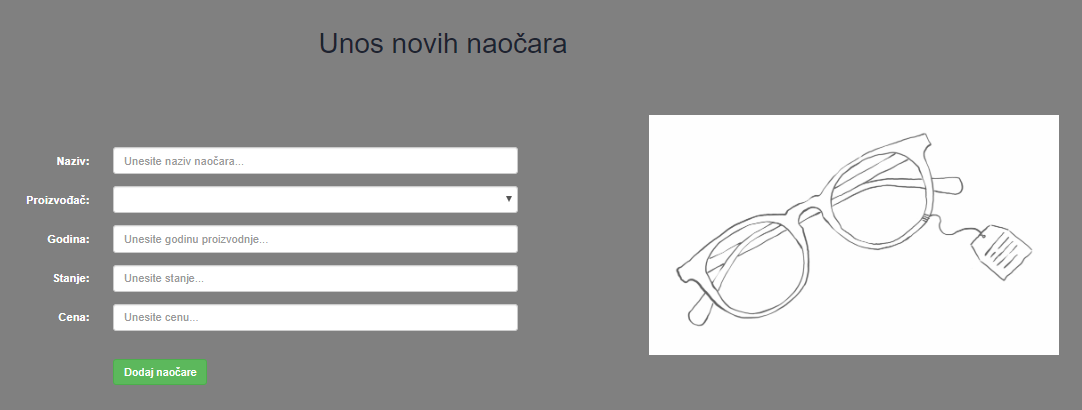 Unos novih naočara
Naziv: Unesite naziv naočara...
Proizvođač:
Godina: Unesite godinu proizvodnje...
Stanje: Unesite stanje...
Cena: Unesite cenu...
Dodaj naočare